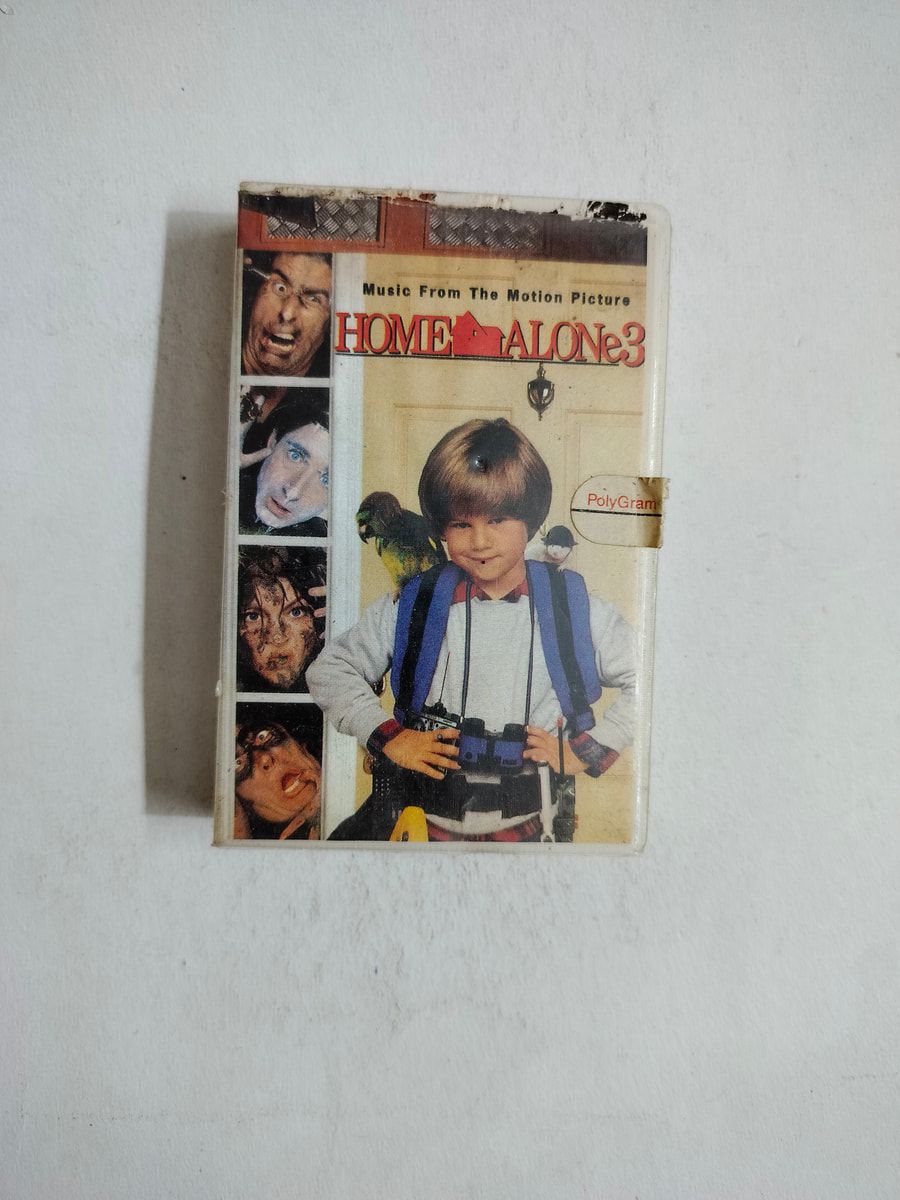 Music From The Motion Picture
HOME ALONe3
PolyGram